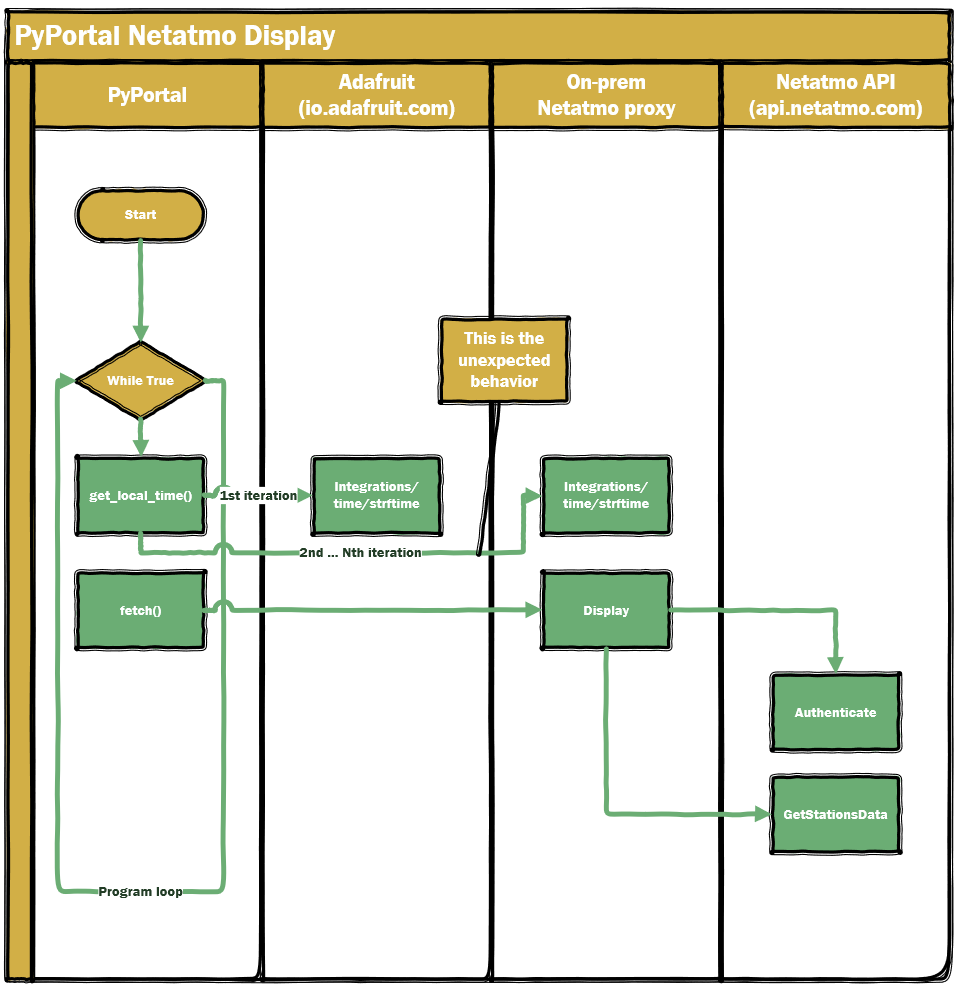 PyPortal Netatmo Display
PyPortal
Adafruit
(io.adafruit.com)
On-prem
Netatmo proxy
Netatmo API
(api.netatmo.com)
Start
This is the
unexpected
behavior
While True
get_local_time()
1st iteration
Integrations/
time/strftime
Integrations/
time/strftime
2nd ... Nth iteration
fetch()
Display
Authenticate
GetStationsData
Program loop